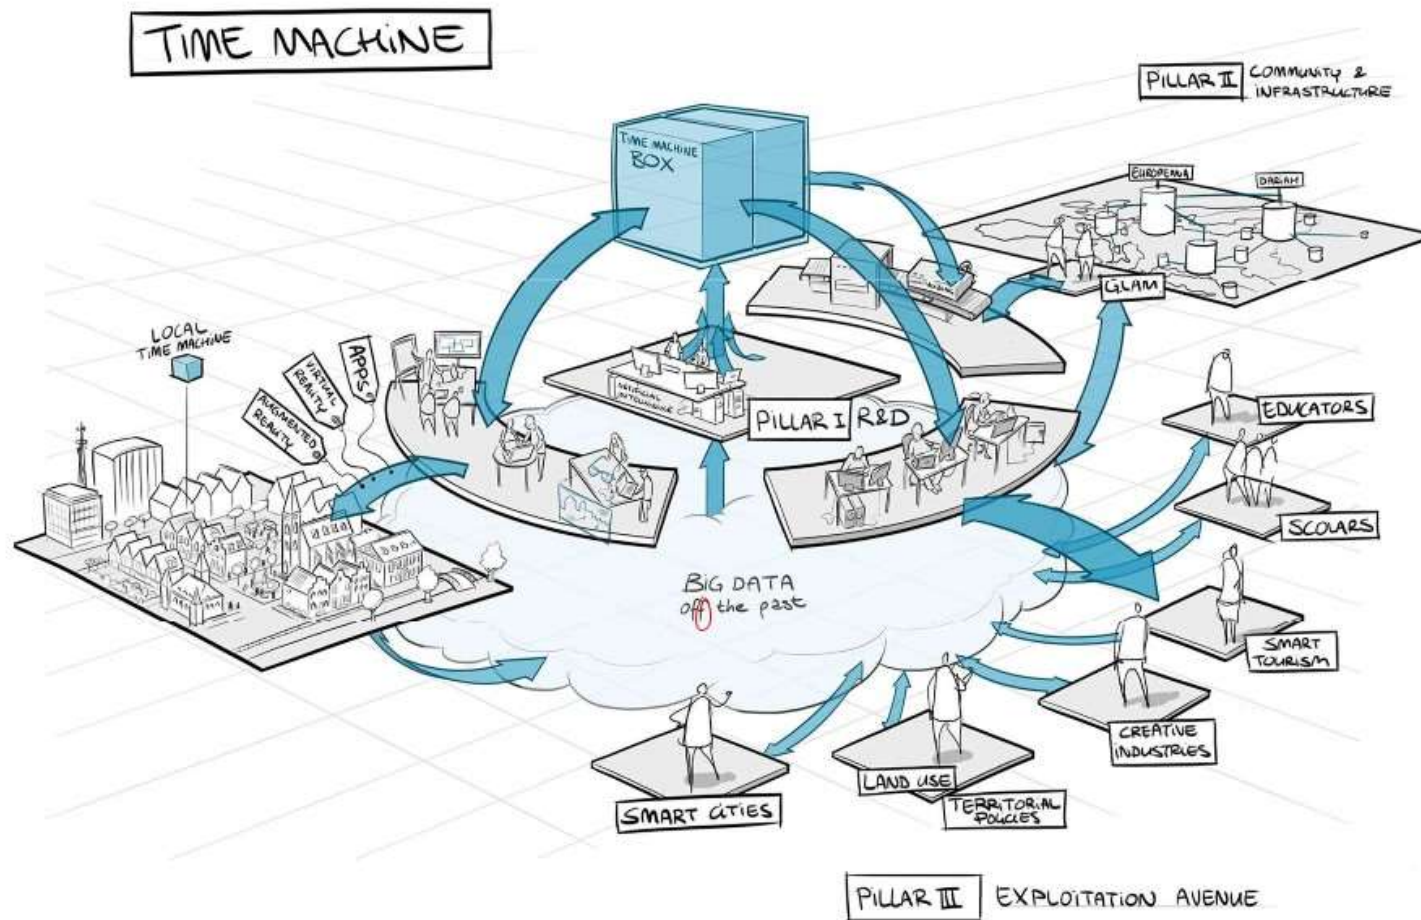 TIME MACHINE
PILLAR II
COMMUNITY &
INFRASTRUCTURE
TIME MACHINE
BOX
EUROPEANA
DARIAH
GLAM
LOCAL
TIME MACHINE
APPS
VIRTUAL
REALITY
AUGMENTED
REALITY
ARTIFICIAL
INTELLIGENCE
PILLAR I
R&D
EDUCATORS
SCOLARS
BIG DATA
off the past
SMART
TOURISM
CREATIVE
INDUSTRIES
LAND USE
TERRITORIAL
POLICIES
SMART CITIES
PILLAR III
EXPLOITATION AVENUE